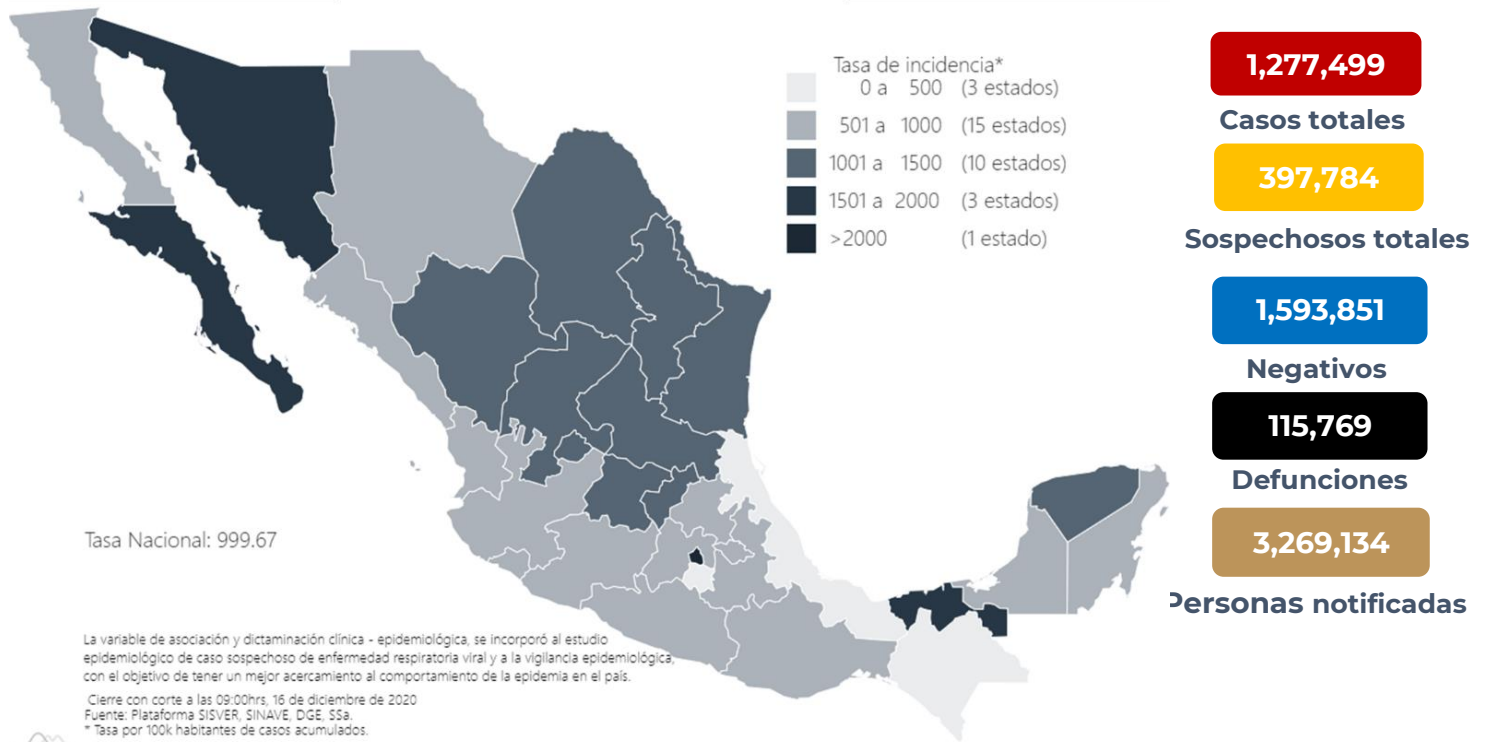 Tasa de incidencia*
0 a 500 (3 estados)
501 a 1000 (15 estados)
1001 a 1500 (10 estados)
1501 a 2000 (3 estados)
>2000 (1 estado)
1,277,499
Casos totales
397,784
Sospechosos totales
1,593,851
Negativos
115,769
Defunciones
3,269,134
Personas notificadas
Tasa Nacional: 999.67
La variable de asociación y dictaminación clínica - epidemiológica, se incorporó al estudio
epidemiológico de caso sospechoso de enfermedad respiratoria viral y a la vigilancia epidemiológica,
con el objetivo de tener un mejor acercamiento al comportamiento de la epidemia en el país.
Cierre con corte a las 09:00hrs, 16 de diciembre de 2020
Fuente: Plataforma SISVER, SINAVE, DGE, SSa.
* Tasa por 100k habitantes de casos acumulados.